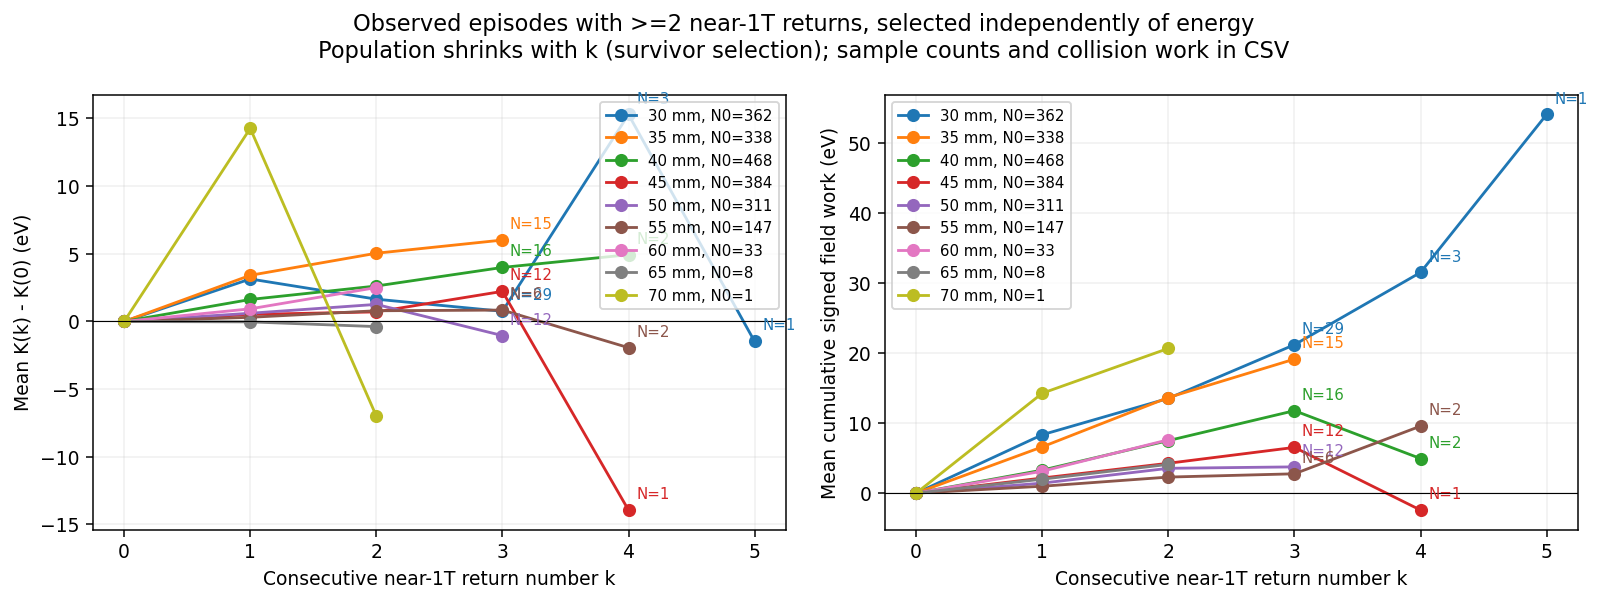 Observed episodes with >=2 near-1T returns, selected independently of energy
Population shrinks with k (survivor selection); sample counts and collision work in CSV
Mean K(k) - K(0) (eV)
15
10
5
0
−5
−10
−15
N=3
N=15
N=16
N=12
N=12
N=2
N=1
N=1
30 mm, N0=362
35 mm, N0=338
40 mm, N0=468
45 mm, N0=384
50 mm, N0=311
55 mm, N0=147
60 mm, N0=33
65 mm, N0=8
70 mm, N0=1
0 1 2 3 4 5
Consecutive near-1T return number k
Mean cumulative signed field work (eV)
50
40
30
20
10
0
30 mm, N0=362
35 mm, N0=338
40 mm, N0=468
45 mm, N0=384
50 mm, N0=311
55 mm, N0=147
60 mm, N0=33
65 mm, N0=8
70 mm, N0=1
N=1
N=3
N=29
N=15
N=16
N=12
N=12
N=6
N=2
N=2
N=1
0 1 2 3 4 5
Consecutive near-1T return number k